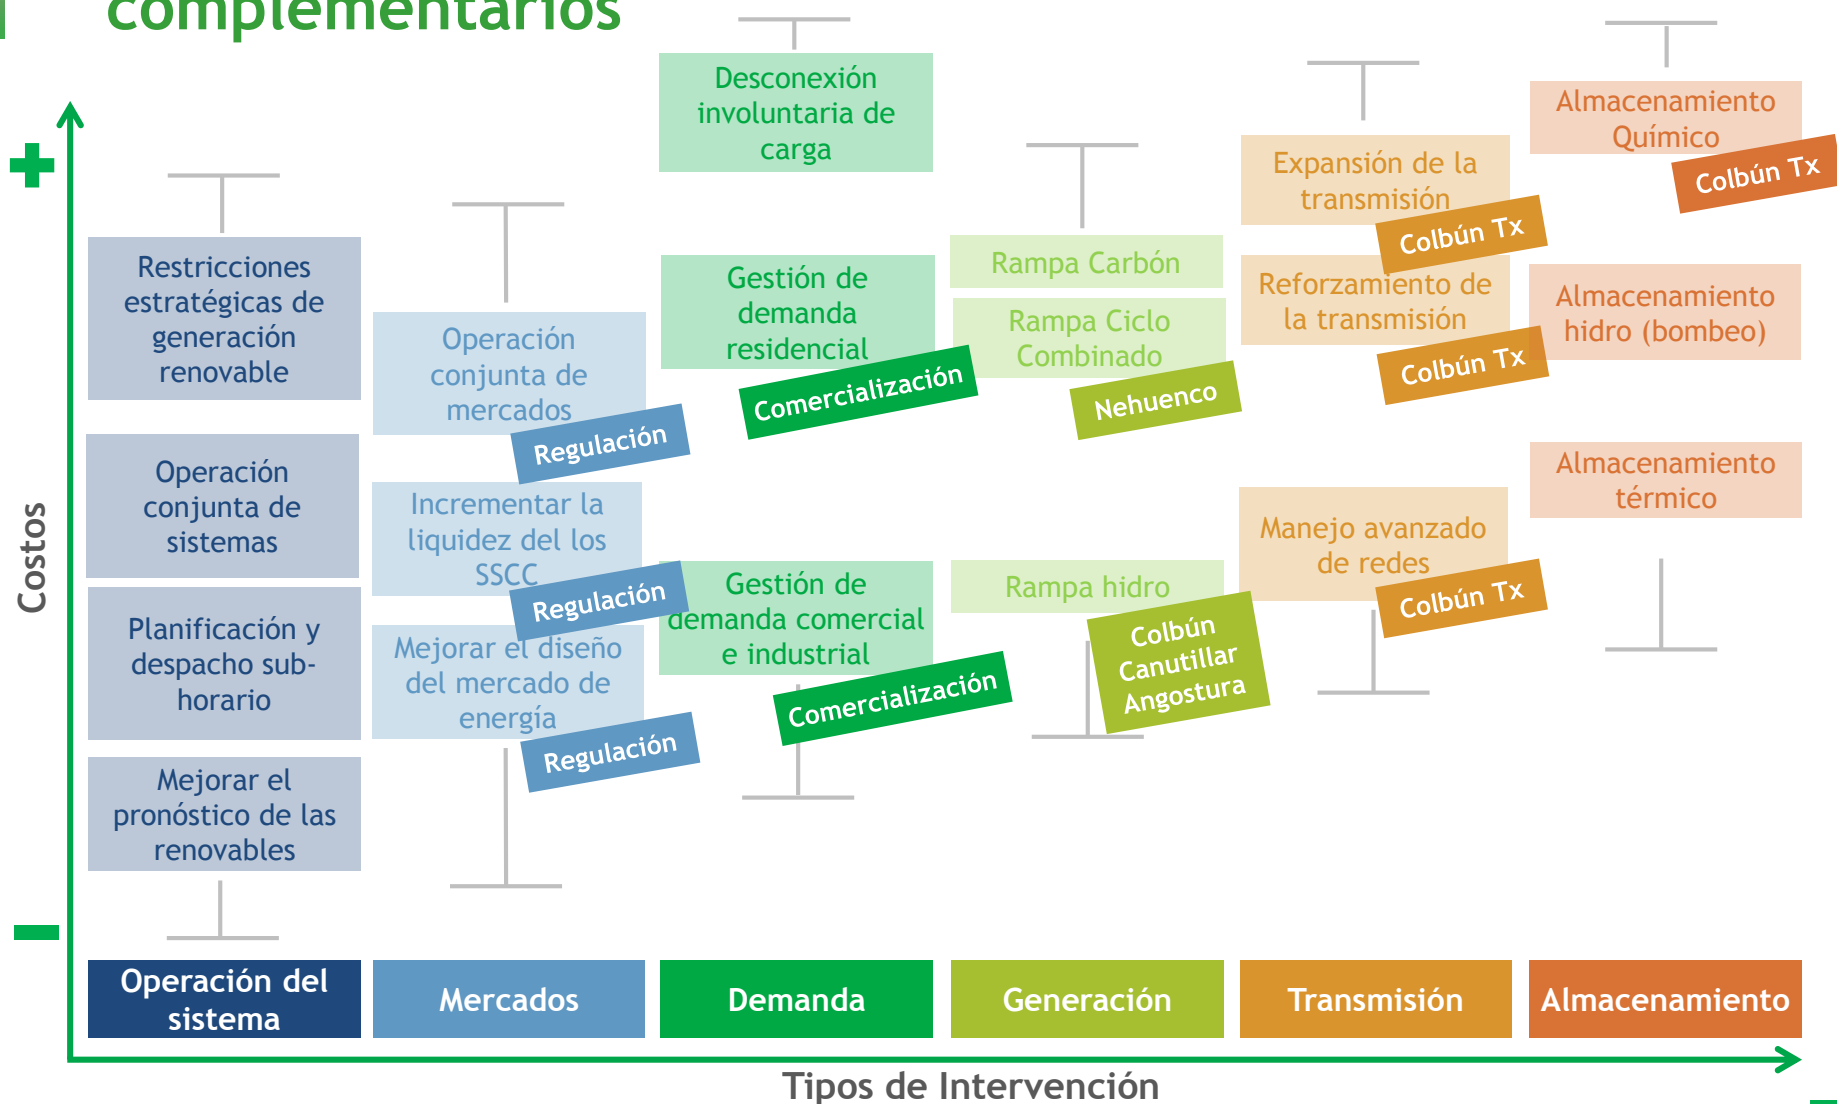 complementarios
Costos
Restricciones
estratégicas de
generación
renovable
Operación
conjunta de
sistemas
Planificación y
despacho sub-
horario
Mejorar el
pronóstico de las
renovables
Operación del
sistema
Operación
conjunta de
mercados
Regulación
Incrementar la
liquidez del los
SSCC
Regulación
Mejorar el diseño
del mercado de
energía
Regulación
Mercados
Desconexión
involuntaria de
carga
Gestión de
demanda
residencial
Comercialización
Gestión de
demanda comercial
e industrial
Comercialización
Demanda
Rampa Carbón
Rampa Ciclo
Combinado
Nehuenco
Rampa hidro
Colbún
Canutillar
Angostura
Generación
Expansión de la
transmisión
Colbún Tx
Reforzamiento de
la transmisión
Colbún Tx
Manejo avanzado
de redes
Colbún Tx
Transmisión
Almacenamiento
Químico
Colbún Tx
Almacenamiento
hidro (bombeo)
Almacenamiento
térmico
Almacenamiento
Tipos de Intervención